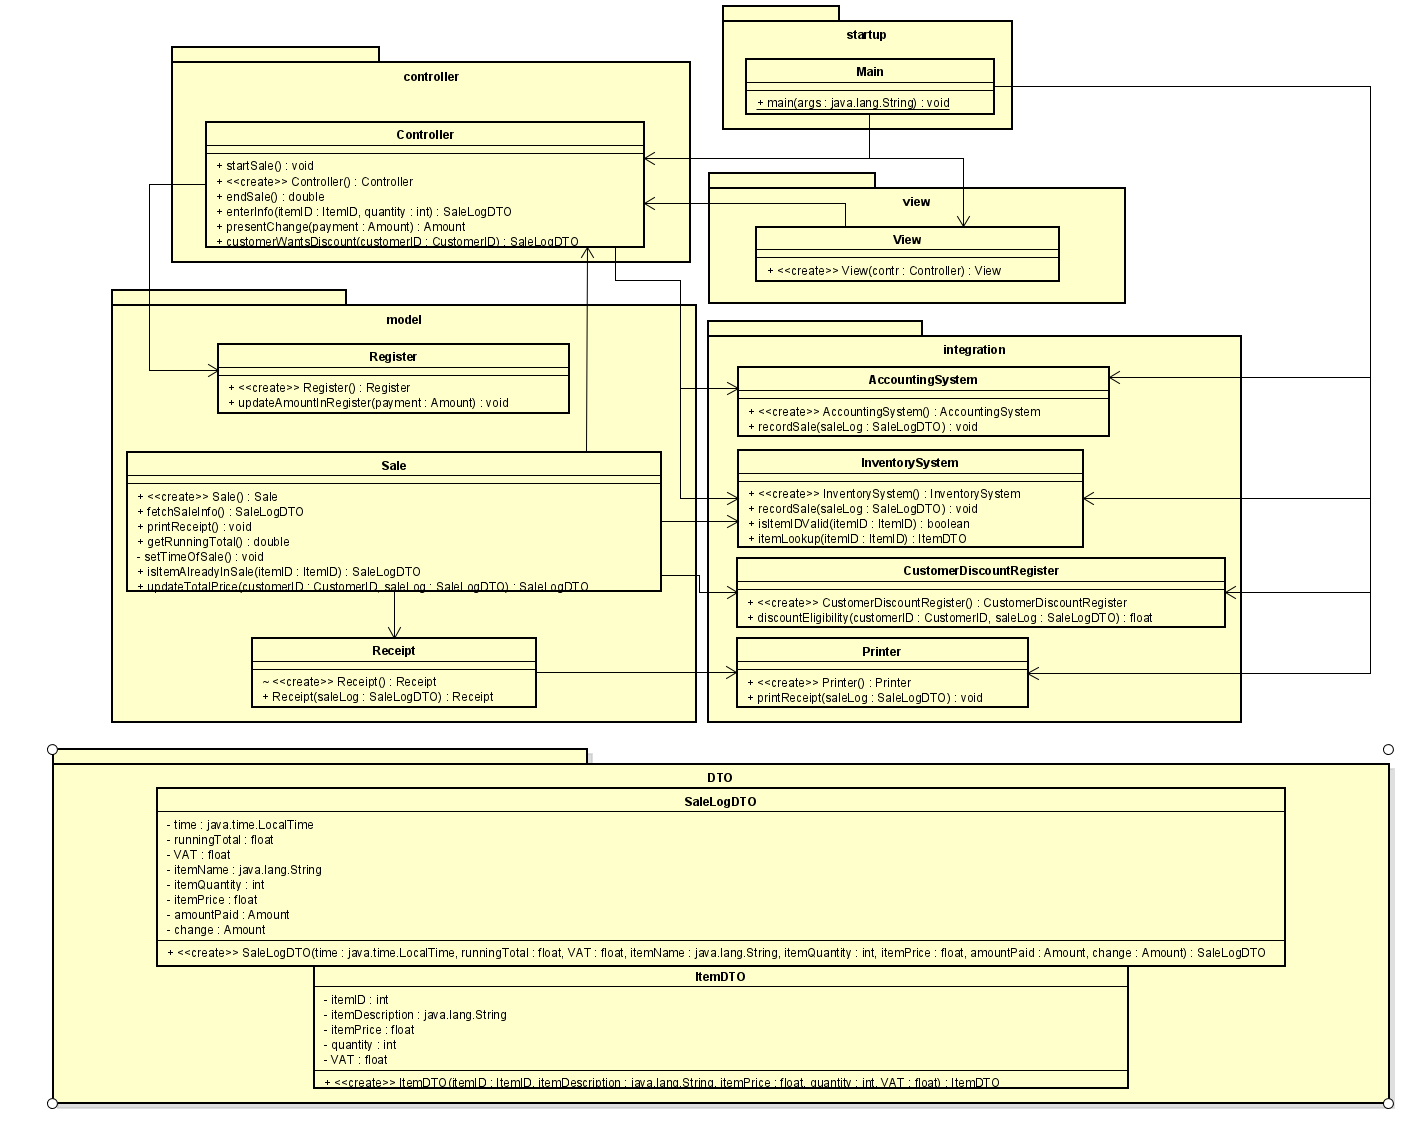 startup
Main
+ main(args : java.lang.String) : void
controller
Controller
+ startSale() : void
+ <<create>> Controller() : Controller
+ endSale() : double
+ enterInfo(itemID : ItemID, quantity : int) : SaleLogDTO
+ presentChange(payment : Amount) : Amount
+ customerWantsDiscount(customerID : CustomerID) : SaleLogDTO
view
View
+ <<create>> View(contr : Controller) : View
model
Register
+ <<create>> Register() : Register
+ updateAmountInRegister(payment : Amount) : void
Sale
+ <<create>> Sale() : Sale
+ fetchSaleInfo() : SaleLogDTO
+ printReceipt() : void
+ getRunningTotal() : double
- setTimeOfSale() : void
+ isItemAlreadyInSale(itemID : ItemID) : SaleLogDTO
+ updateTotalPrice(customerID : CustomerID, saleLog : SaleLogDTO) : SaleLogDTO
Receipt
~ <<create>> Receipt() : Receipt
+ Receipt(saleLog : SaleLogDTO) : Receipt
integration
AccountingSystem
+ <<create>> AccountingSystem() : AccountingSystem
+ recordSale(saleLog : SaleLogDTO) : void
InventorySystem
+ <<create>> InventorySystem() : InventorySystem
+ recordSale(saleLog : SaleLogDTO) : void
+ isItemIDValid(itemID : ItemID) : boolean
+ itemLookup(itemID : ItemID) : ItemDTO
CustomerDiscountRegister
+ <<create>> CustomerDiscountRegister() : CustomerDiscountRegister
+ discountEligibility(customerID : CustomerID, saleLog : SaleLogDTO) : float
Printer
+ <<create>> Printer() : Printer
+ printReceipt(saleLog : SaleLogDTO) : void
DTO
SaleLogDTO
- time : java.time.LocalTime
- runningTotal : float
- VAT : float
- itemName : java.lang.String
- itemQuantity : int
- itemPrice : float
- amountPaid : Amount
- change : Amount
+ <<create>> SaleLogDTO(time : java.time.LocalTime, runningTotal : float, VAT : float, itemName : java.lang.String, itemQuantity : int, itemPrice : float, amountPaid : Amount, change : Amount) : SaleLogDTO
ItemDTO
- itemID : int
- itemDescription : java.lang.String
- itemPrice : float
- quantity : int
- VAT : float
+ <<create>> ItemDTO(itemID : ItemID, itemDescription : java.lang.String, itemPrice : float, quantity : int, VAT : float) : ItemDTO